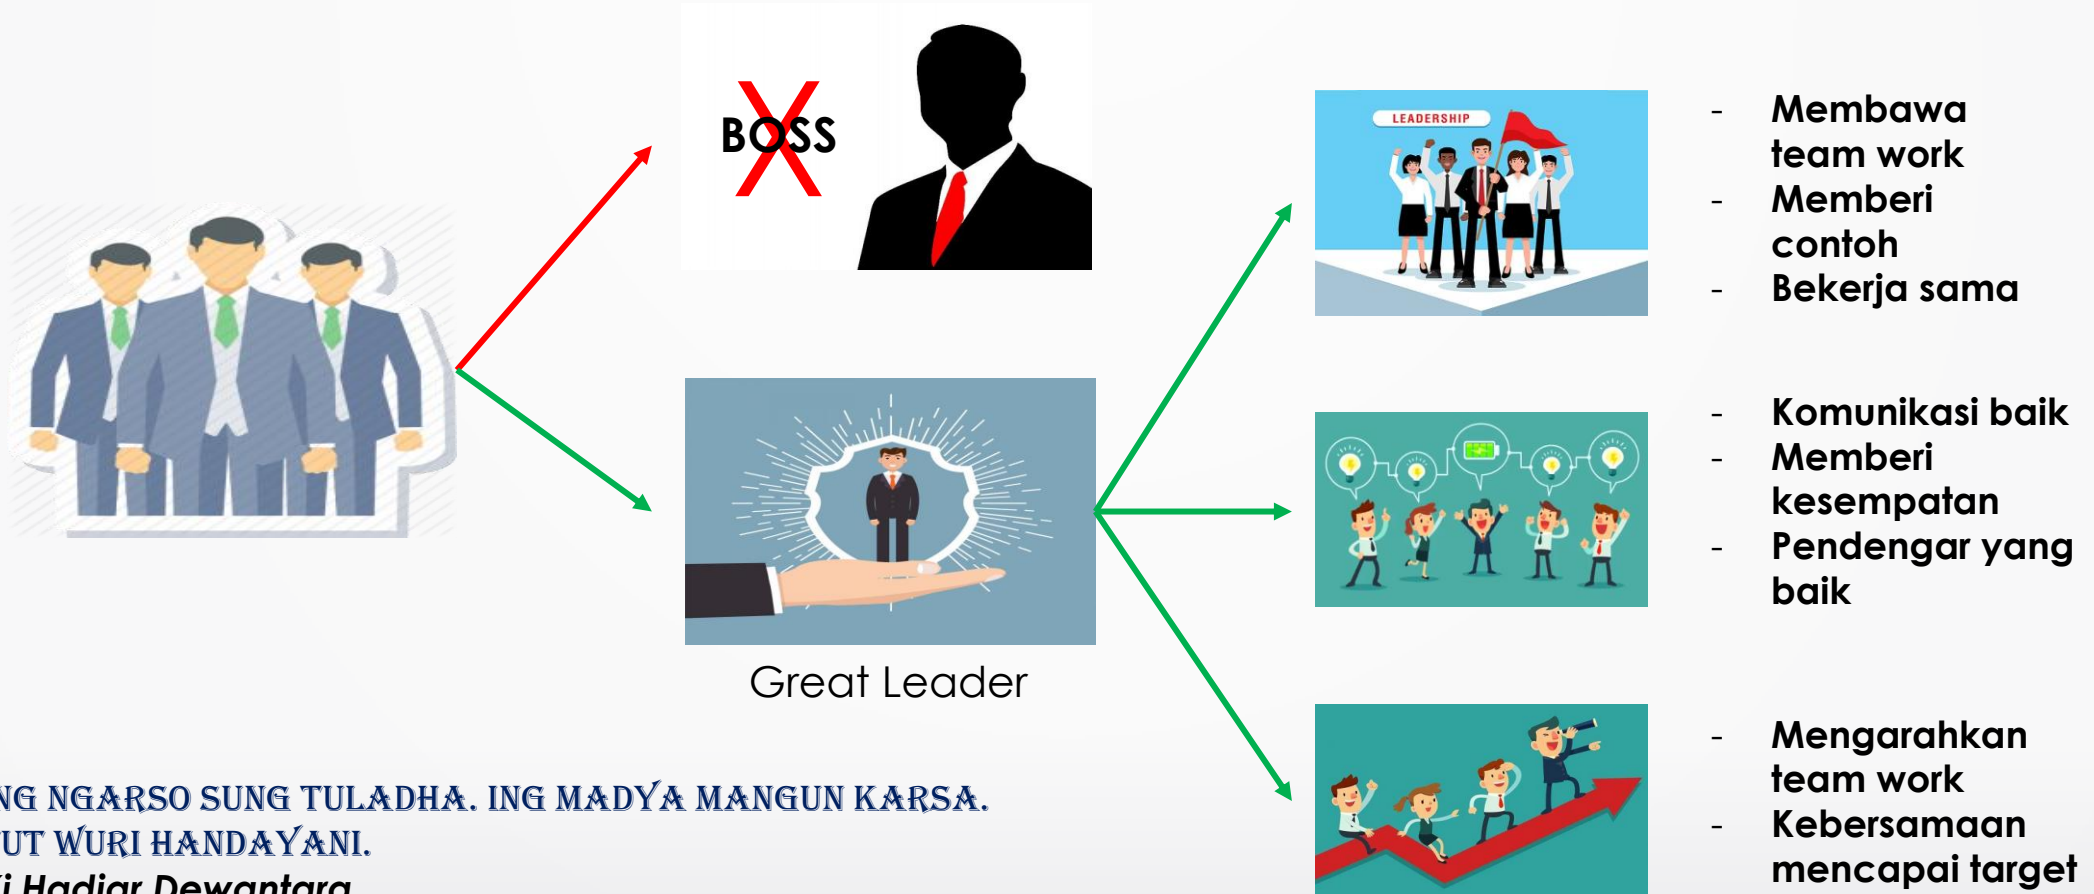 BOSS
X
LEADERSHIP
- Membawa
team work
- Memberi
contoh
- Bekerja sama
- Komunikasi baik
- Memberi
kesempatan
- Pendengar yang
baik
Great Leader
- Mengarahkan
team work
- Kebersamaan
mencapai target
NG NGARSO SUNG TULADHA. ING MADYA MANGUN KARSA.
UT WURI HANDAYANI.
i Hadjar Dewantara